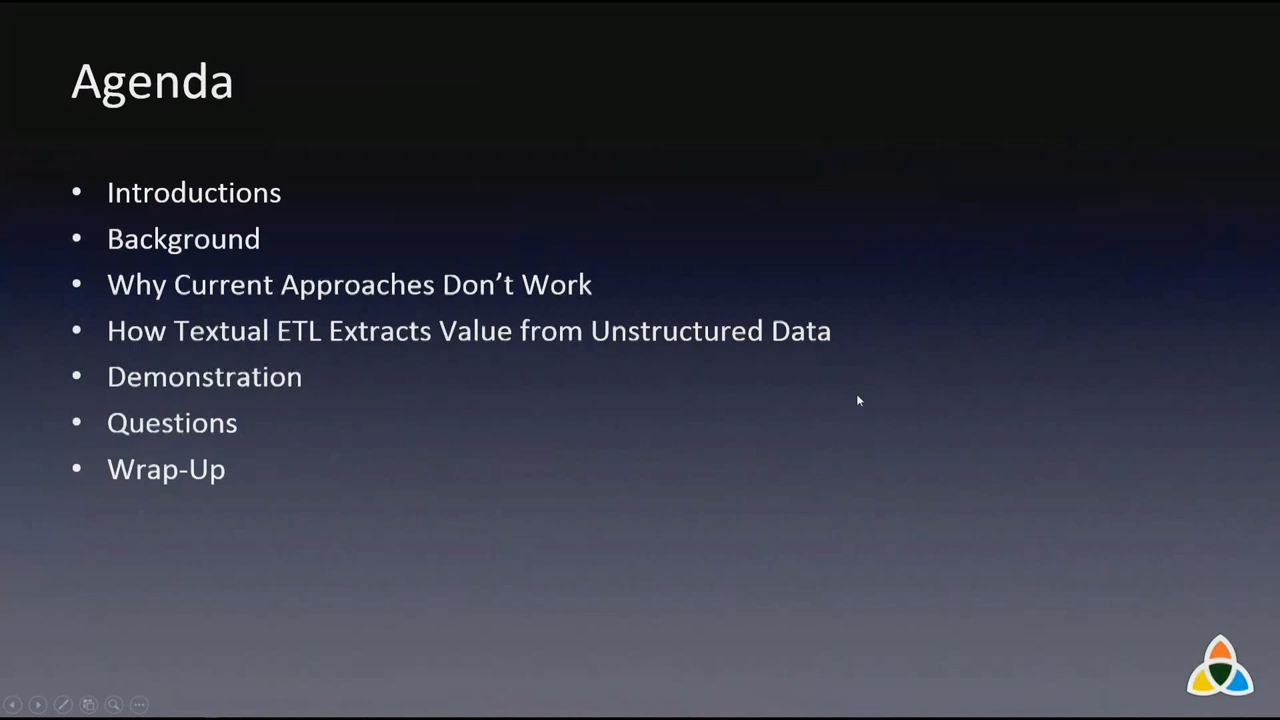 Agenda
• Introductions
• Background
• Why Current Approaches Don’t Work
• How Textual ETL Extracts Value from Unstructured Data
• Demonstration
• Questions
• Wrap-Up